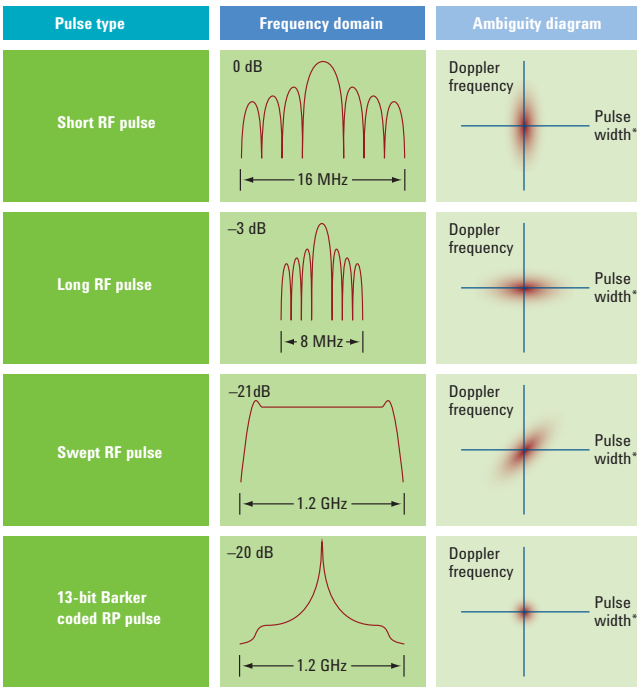 Pulse type
Frequency domain
Ambiguity diagram
Short RF pulse
0 dB
16 MHz
Doppler
frequency
Pulse
width*
Long RF pulse
–3 dB
8 MHz
Doppler
frequency
Pulse
width*
Swept RF pulse
–21dB
1.2 GHz
Doppler
frequency
Pulse
width*
13-bit Barker
coded RP pulse
–20 dB
1.2 GHz
Doppler
frequency
Pulse
width*